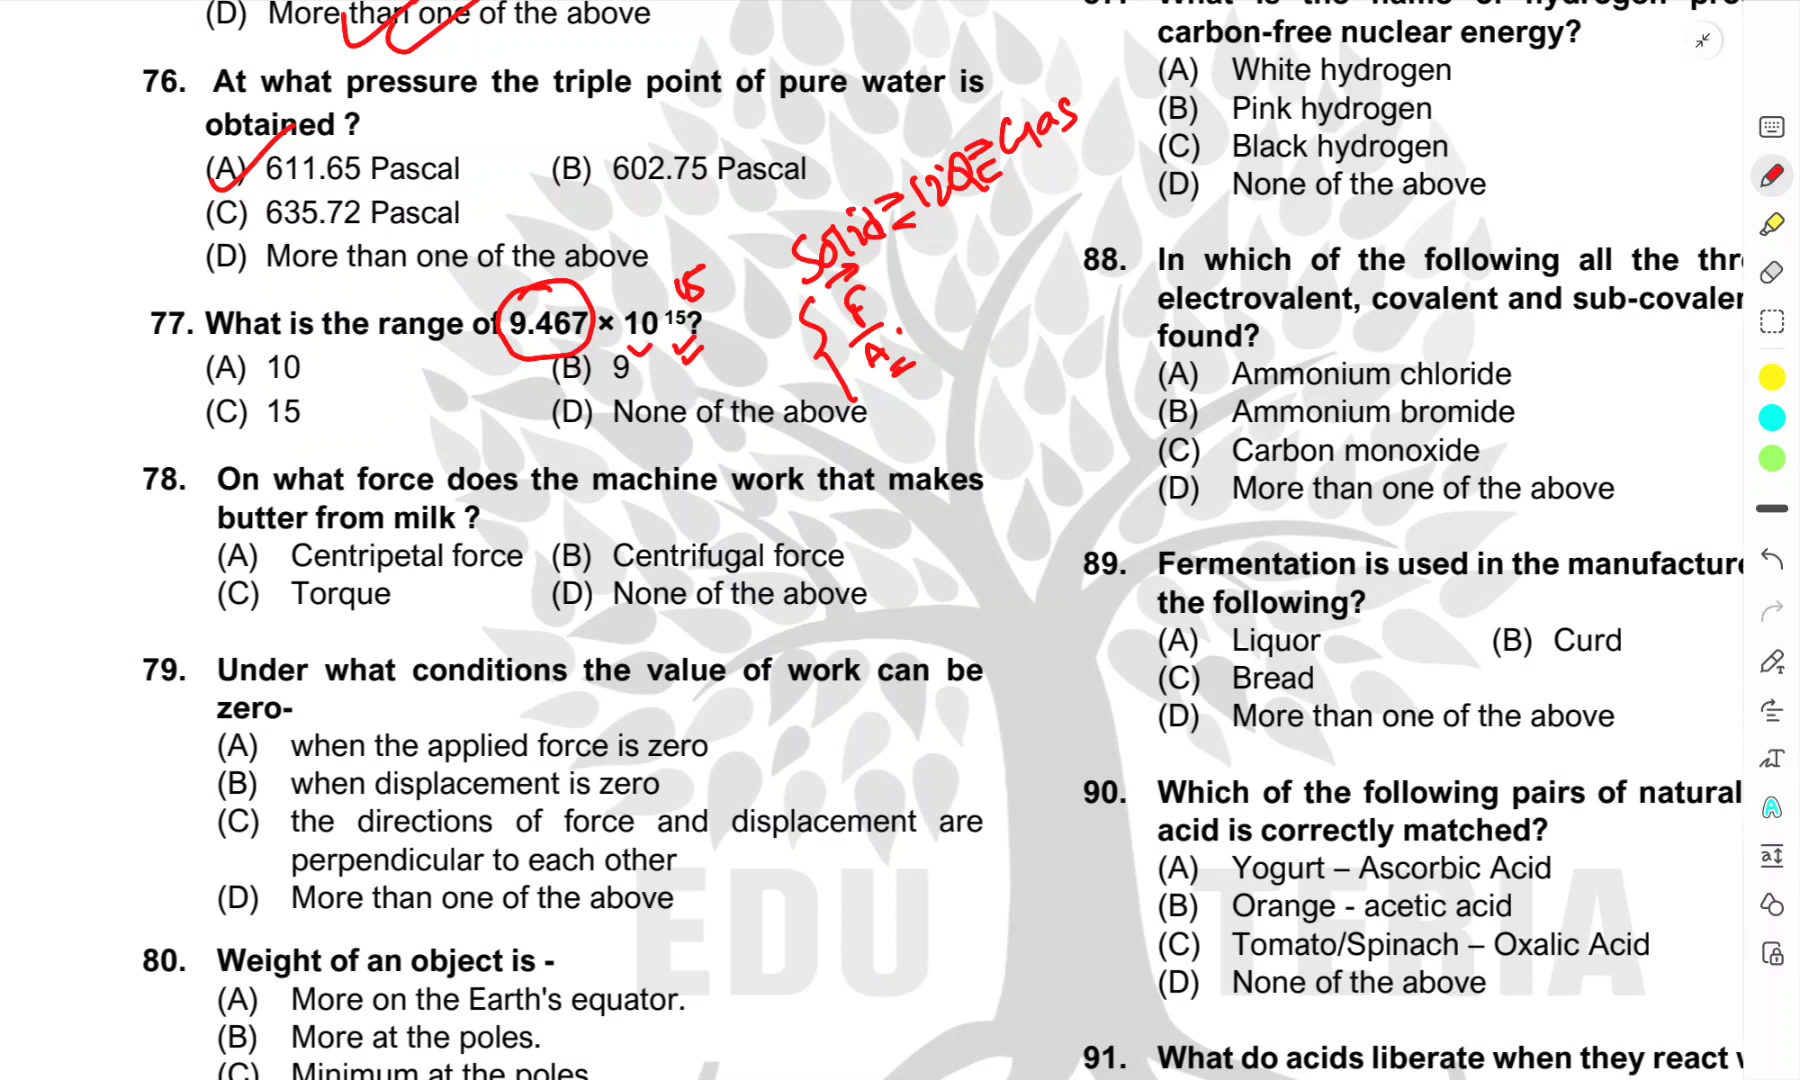 (D) More than one of the above
76. At what pressure the triple point of pure water is
obtained ?
(A) 611.65 Pascal (B) 602.75 Pascal
(C) 635.72 Pascal
(D) More than one of the above
77. What is the range of 9.467 × 10 ¹⁵?
(A) 10 (B) 9
(C) 15 (D) None of the above
78. On what force does the machine work that makes
butter from milk ?
(A) Centripetal force (B) Centrifugal force
(C) Torque (D) None of the above
79. Under what conditions the value of work can be
zero-
(A) when the applied force is zero
(B) when displacement is zero
(C) the directions of force and displacement are
perpendicular to each other
(D) More than one of the above
80. Weight of an object is -
(A) More on the Earth's equator.
(B) More at the poles.
(C) Minimum at the poles
Solid
Gas
15
carbon-free nuclear energy?
(A) White hydrogen
(B) Pink hydrogen
(C) Black hydrogen
(D) None of the above
88. In which of the following all the thr
electrovalent, covalent and sub-covaler
found?
(A) Ammonium chloride
(B) Ammonium bromide
(C) Carbon monoxide
(D) More than one of the above
89. Fermentation is used in the manufacture
the following?
(A) Liquor (B) Curd
(C) Bread
(D) More than one of the above
90. Which of the following pairs of natural
acid is correctly matched?
(A) Yogurt – Ascorbic Acid
(B) Orange - acetic acid
(C) Tomato/Spinach – Oxalic Acid
(D) None of the above
91. What do acids liberate when they react
EDU TERIA